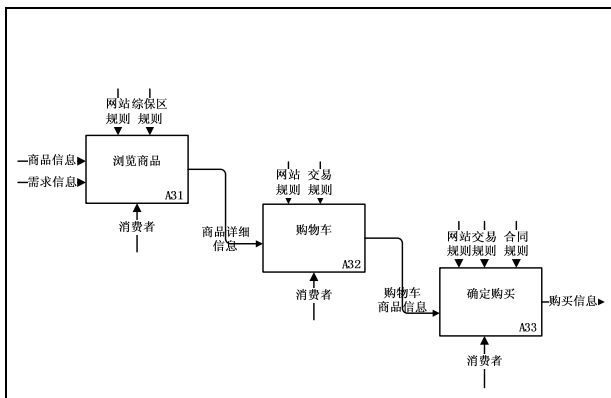 网站 综保区
规则 规则
商品信息
浏览商品
需求信息
A31
消费者
网站 交易
规则 规则
商品详细
信息
购物车
A32
消费者
网站 交易 合同
规则 规则 规则
购物车
商品信息
确定购买
购买信息
A33
消费者